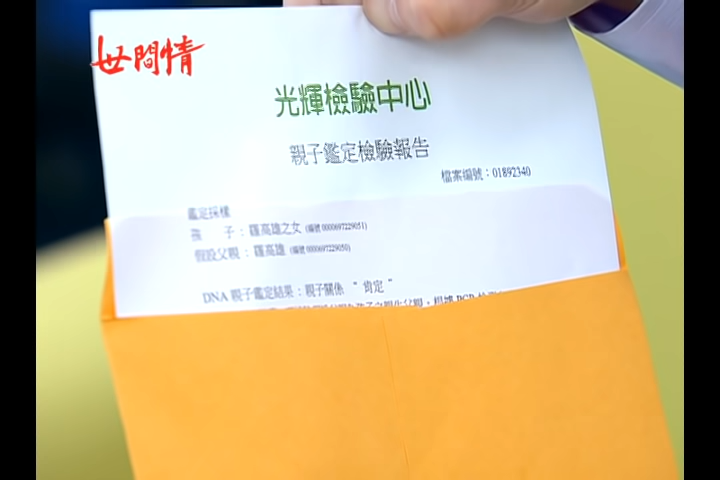 世間情
光輝檢驗中心
親子鑑定檢驗報告
檔案編號：01892340
鑑定採樣
孩　子：羅高雄之女 (編號 0000697229051)
假設父親：羅高雄 (編號 0000697229050)
DNA 親子鑑定結果：親子關係 “ 肯定 ”